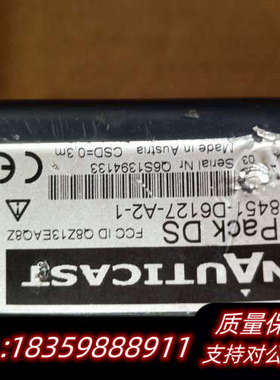 NAUTICAST
Pack DS
FCC ID Q8Z13EAQ8Z
8451-D6127-A2-1
Serial Nr Q6S1394133
Made in Austria CSD=0,3m
03
质量保证
:18359888911 支持对公